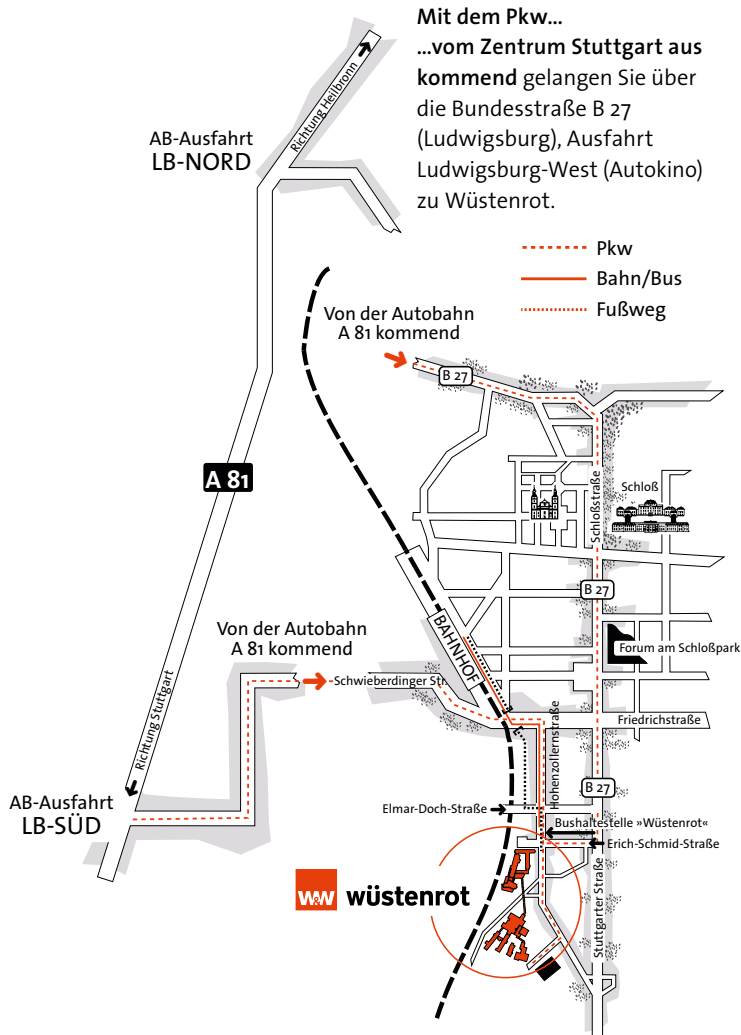 Mit dem Pkw...
...vom Zentrum Stuttgart aus
kommend gelangen Sie über
die Bundesstraße B 27
(Ludwigsburg), Ausfahrt
Ludwigsburg-West (Autokino)
zu Wüstenrot.
Richtung Heilbronn
AB-Ausfahrt
LB-NORD
Pkw
Bahn/Bus
Fußweg
Von der Autobahn
A 81 kommend
B 27
A 81
Schloßstraße
Schloß
B 27
BAHNHOF
Von der Autobahn
A 81 kommend
Forum am Schloßpark
-Schwieberdinger Str.
Friedrichstraße
Hohenzollernstraße
Richtung Stuttgart
B 27
AB-Ausfahrt
LB-SÜD
Elmar-Doch-Straße
Bushaltestelle »Wüstenrot«
Erich-Schmid-Straße
W&W wüstenrot
Stuttgarter Straße